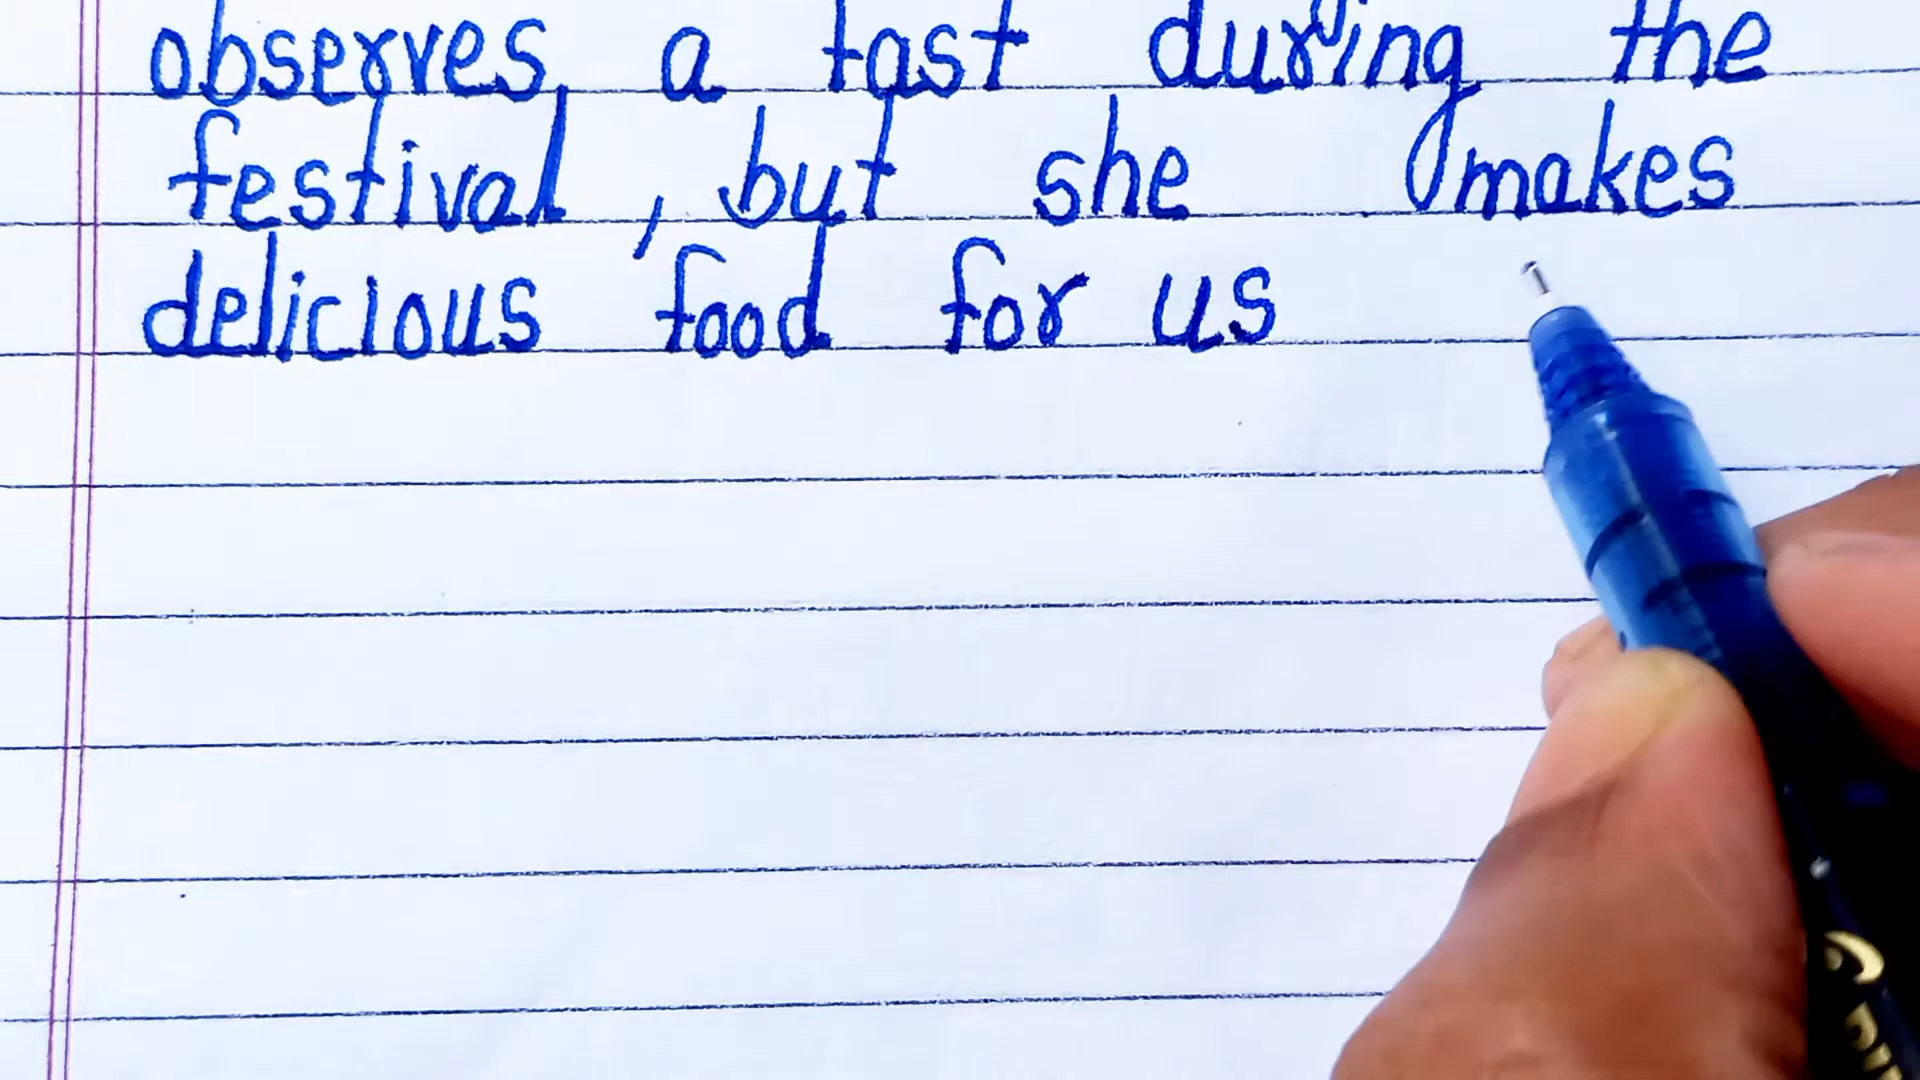 observes a fast during the
festival, but she makes
delicious food for us